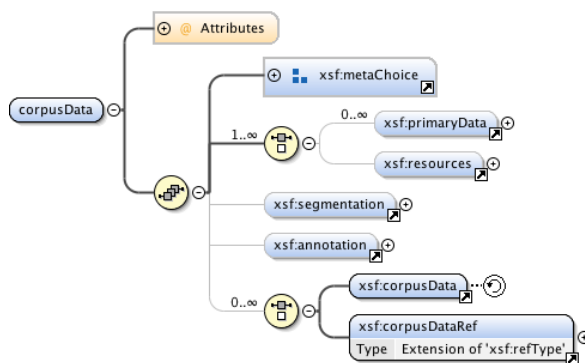 @ Attributes
xsf:metaChoice
corpusData
0..∞
xsf:primaryData
1..∞
xsf:resources
xsf:segmentation
xsf:annotation
xsf:corpusData
0..∞
xsf:corpusDataRef
Type Extension of 'xsf:refType'